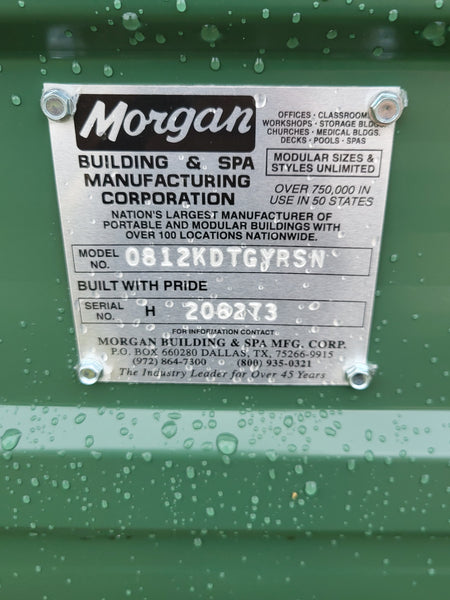 Morgan
OFFICES · CLASSROOMS
WORKSHOPS · STORAGE BLDG
CHURCHES · MEDICAL BLDGS.
DECKS · POOLS · SPAS
BUILDING & SPA
MANUFACTURING
CORPORATION
MODULAR SIZES &
STYLES UNLIMITED
OVER 750,000 IN
USE IN 50 STATES
NATION'S LARGEST MANUFACTURER OF
PORTABLE AND MODULAR BUILDINGS WITH
OVER 100 LOCATIONS NATIONWIDE.
MODEL NO. 0812KDTGYRSN
BUILT WITH PRIDE
SERIAL NO. H 206273
FOR INFORMATION CONTACT
MORGAN BUILDING & SPA MFG. CORP.
P.O. BOX 660280 DALLAS, TX, 75266-9915
(972) 864-7300 (800) 935-0321
The Industry Leader for Over 45 Years